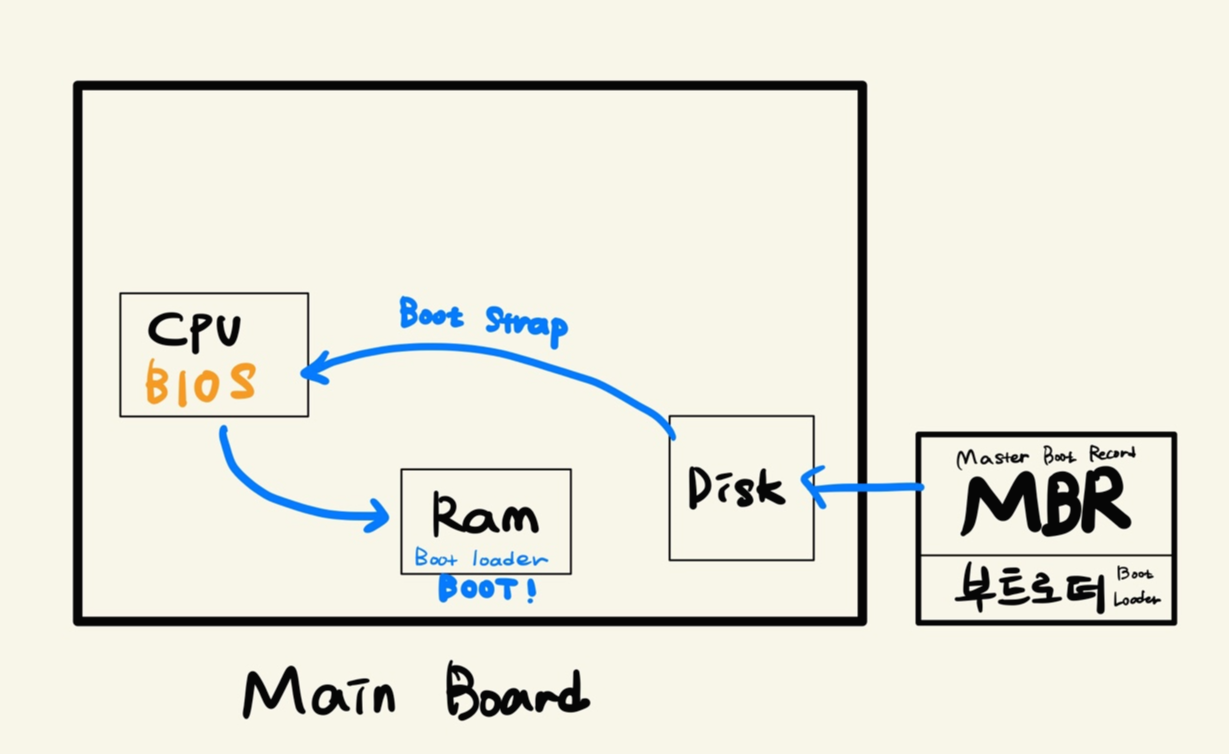 Boot Strap
CPU
BIOS
Ram
Boot loader
BOOT!
Disk
Master Boot Record
MBR
부트로더
Boot
Loader
Main Board